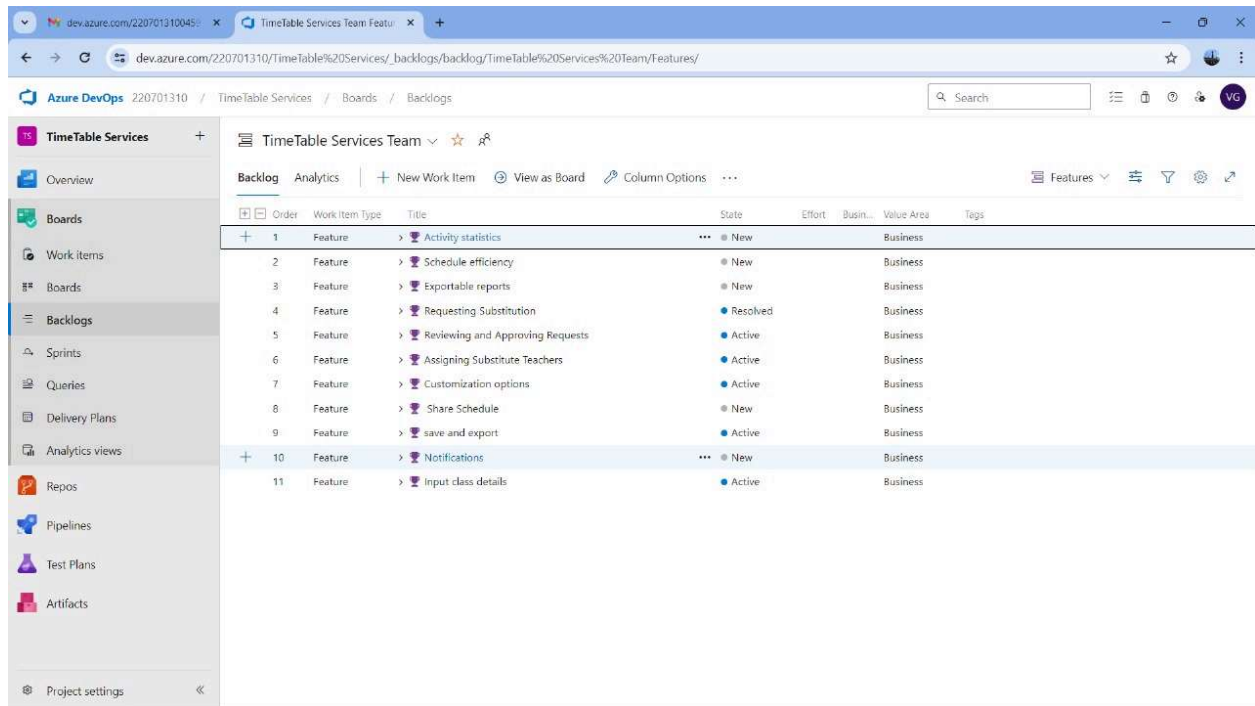 dev.azure.com/2207013100459
TimeTable Services Team Featur
dev.azure.com/220701310/TimeTable%20Services/_backlogs/backlog/TimeTable%20Services%20Team/Features/
Azure DevOps 220701310 / TimeTable Services / Boards / Backlogs
Search
VG
TS TimeTable Services
TimeTable Services Team
Overview
Backlog Analytics New Work Item View as Board Column Options ... Features
Boards
Order Work Item Type Title State Effort Busin... Value Area Tags
1 Feature Activity statistics ... New Business
Work items
2 Feature Schedule efficiency New Business
3 Feature Exportable reports New Business
Boards
4 Feature Requesting Substitution Resolved Business
Backlogs
5 Feature Reviewing and Approving Requests Active Business
Sprints
6 Feature Assigning Substitute Teachers Active Business
Queries
7 Feature Customization options Active Business
8 Feature Share Schedule New Business
Delivery Plans
9 Feature save and export Active Business
Analytics views
10 Feature Notifications ... New Business
11 Feature Input class details Active Business
Repos
Pipelines
Test Plans
Artifacts
Project settings